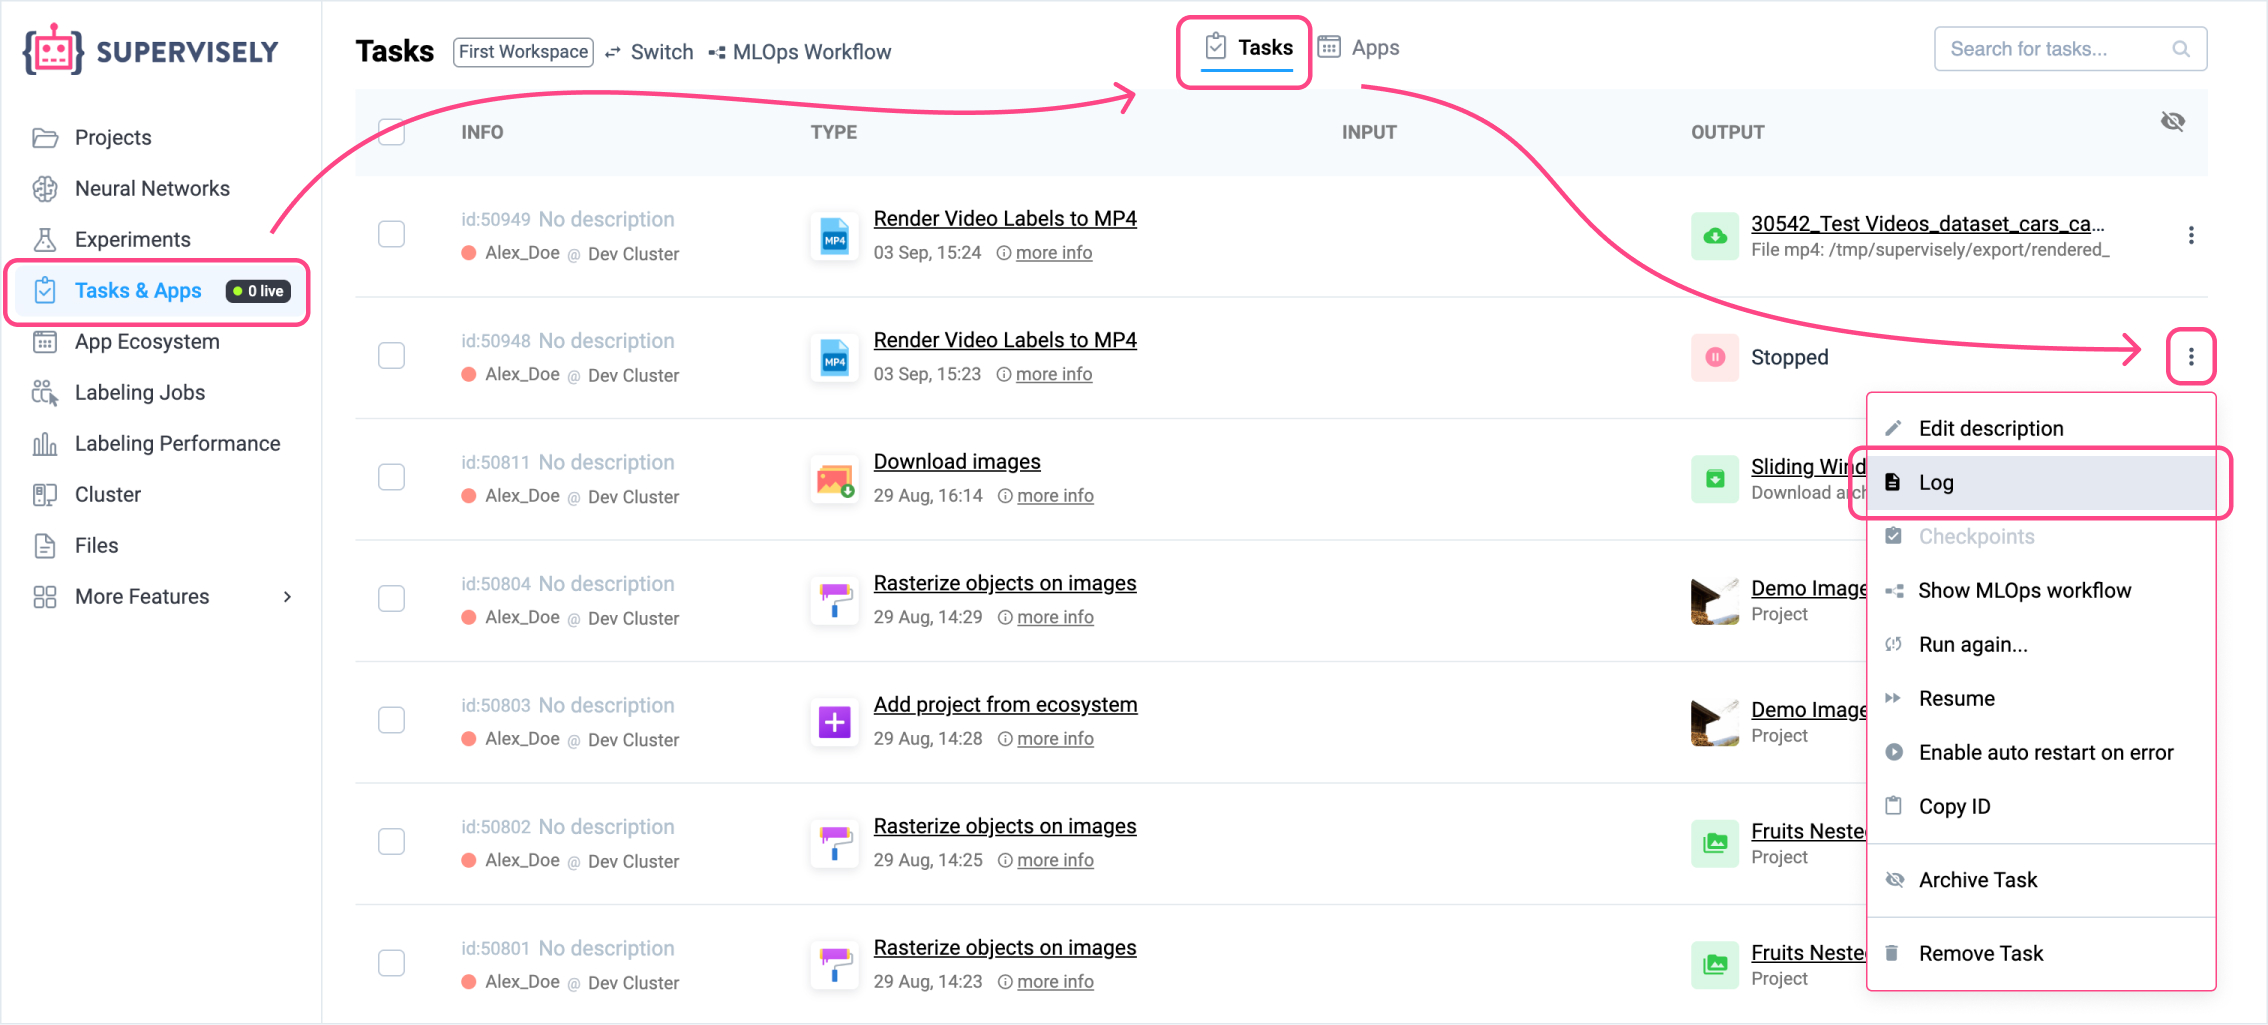 SUPERVISELY
Projects
Neural Networks
Experiments
Tasks & Apps 0 live
App Ecosystem
Labeling Jobs
Labeling Performance
Cluster
Files
More Features
Tasks First Workspace Switch MLOps Workflow
Tasks Apps
Search for tasks...
INFO TYPE INPUT OUTPUT
id:50949 No description
Alex_Doe @ Dev Cluster
Render Video Labels to MP4
MP4
03 Sep, 15:24 more info
30542_Test Videos_dataset_cars_ca...
File mp4: /tmp/supervisely/export/rendered_
id:50948 No description
Alex_Doe @ Dev Cluster
Render Video Labels to MP4
MP4
03 Sep, 15:23 more info
Stopped
id:50811 No description
Alex_Doe @ Dev Cluster
Download images
29 Aug, 16:14 more info
Sliding Wind
Download arch
id:50804 No description
Alex_Doe @ Dev Cluster
Rasterize objects on images
29 Aug, 14:29 more info
Demo Image
Project
id:50803 No description
Alex_Doe @ Dev Cluster
Add project from ecosystem
29 Aug, 14:28 more info
Demo Image
Project
id:50802 No description
Alex_Doe @ Dev Cluster
Rasterize objects on images
29 Aug, 14:25 more info
Fruits Neste
Project
id:50801 No description
Alex_Doe @ Dev Cluster
Rasterize objects on images
29 Aug, 14:23 more info
Fruits Neste
Project
Edit description
Log
Checkpoints
Show MLOps workflow
Run again...
Resume
Enable auto restart on error
Copy ID
Archive Task
Remove Task